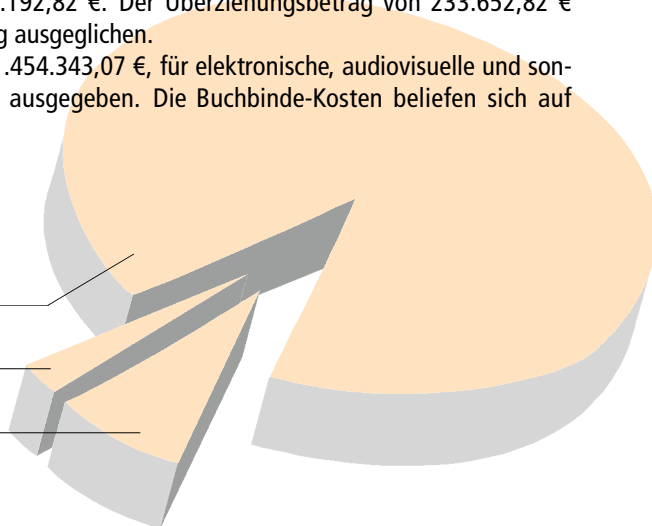 .192,82 €. Der Überziehungsbetrag von 233.652,82 €
g ausgeglichen.
.454.343,07 €, für elektronische, audiovisuelle und son-
ausgegeben. Die Buchbinde-Kosten beliefen sich auf